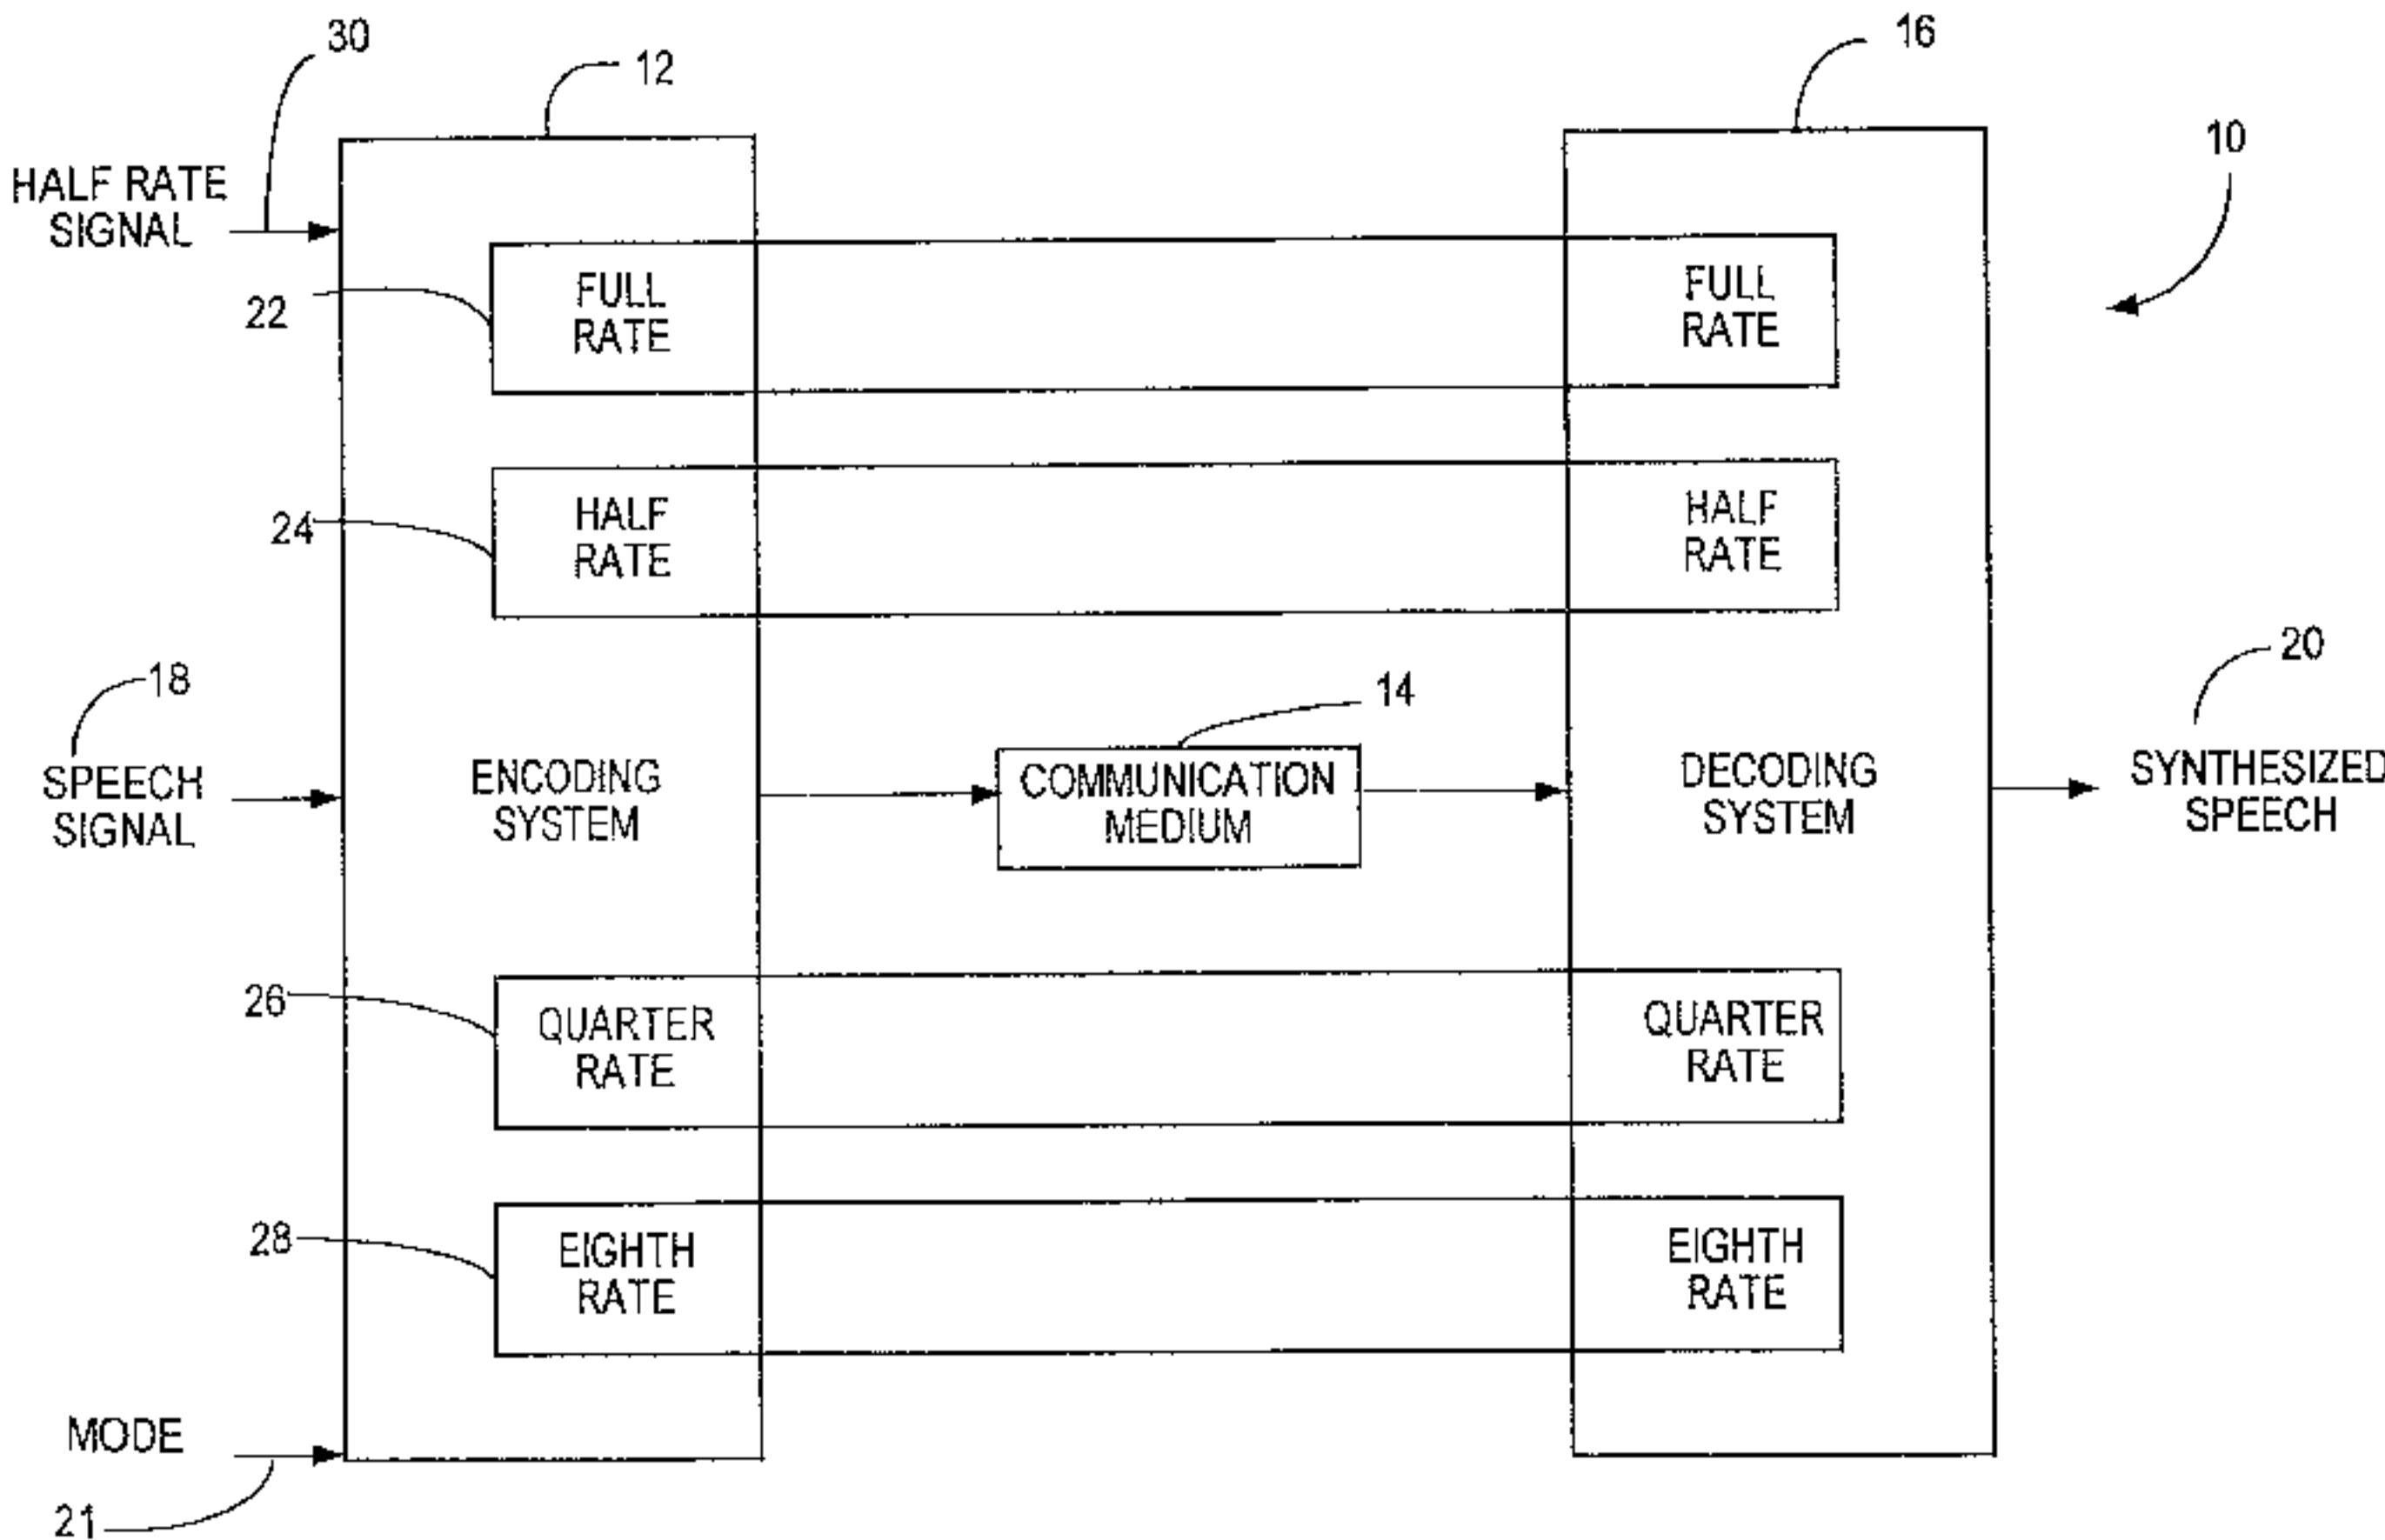 30
12
16
10
HALF RATE
SIGNAL
22
FULL
RATE
FULL
RATE
24
HALF
RATE
HALF
RATE
18
14
20
SPEECH
SIGNAL
ENCODING
SYSTEM
COMMUNICATION
MEDIUM
DECODING
SYSTEM
SYNTHESIZED
SPEECH
26
QUARTER
RATE
QUARTER
RATE
28
EIGHTH
RATE
EIGHTH
RATE
MODE
21